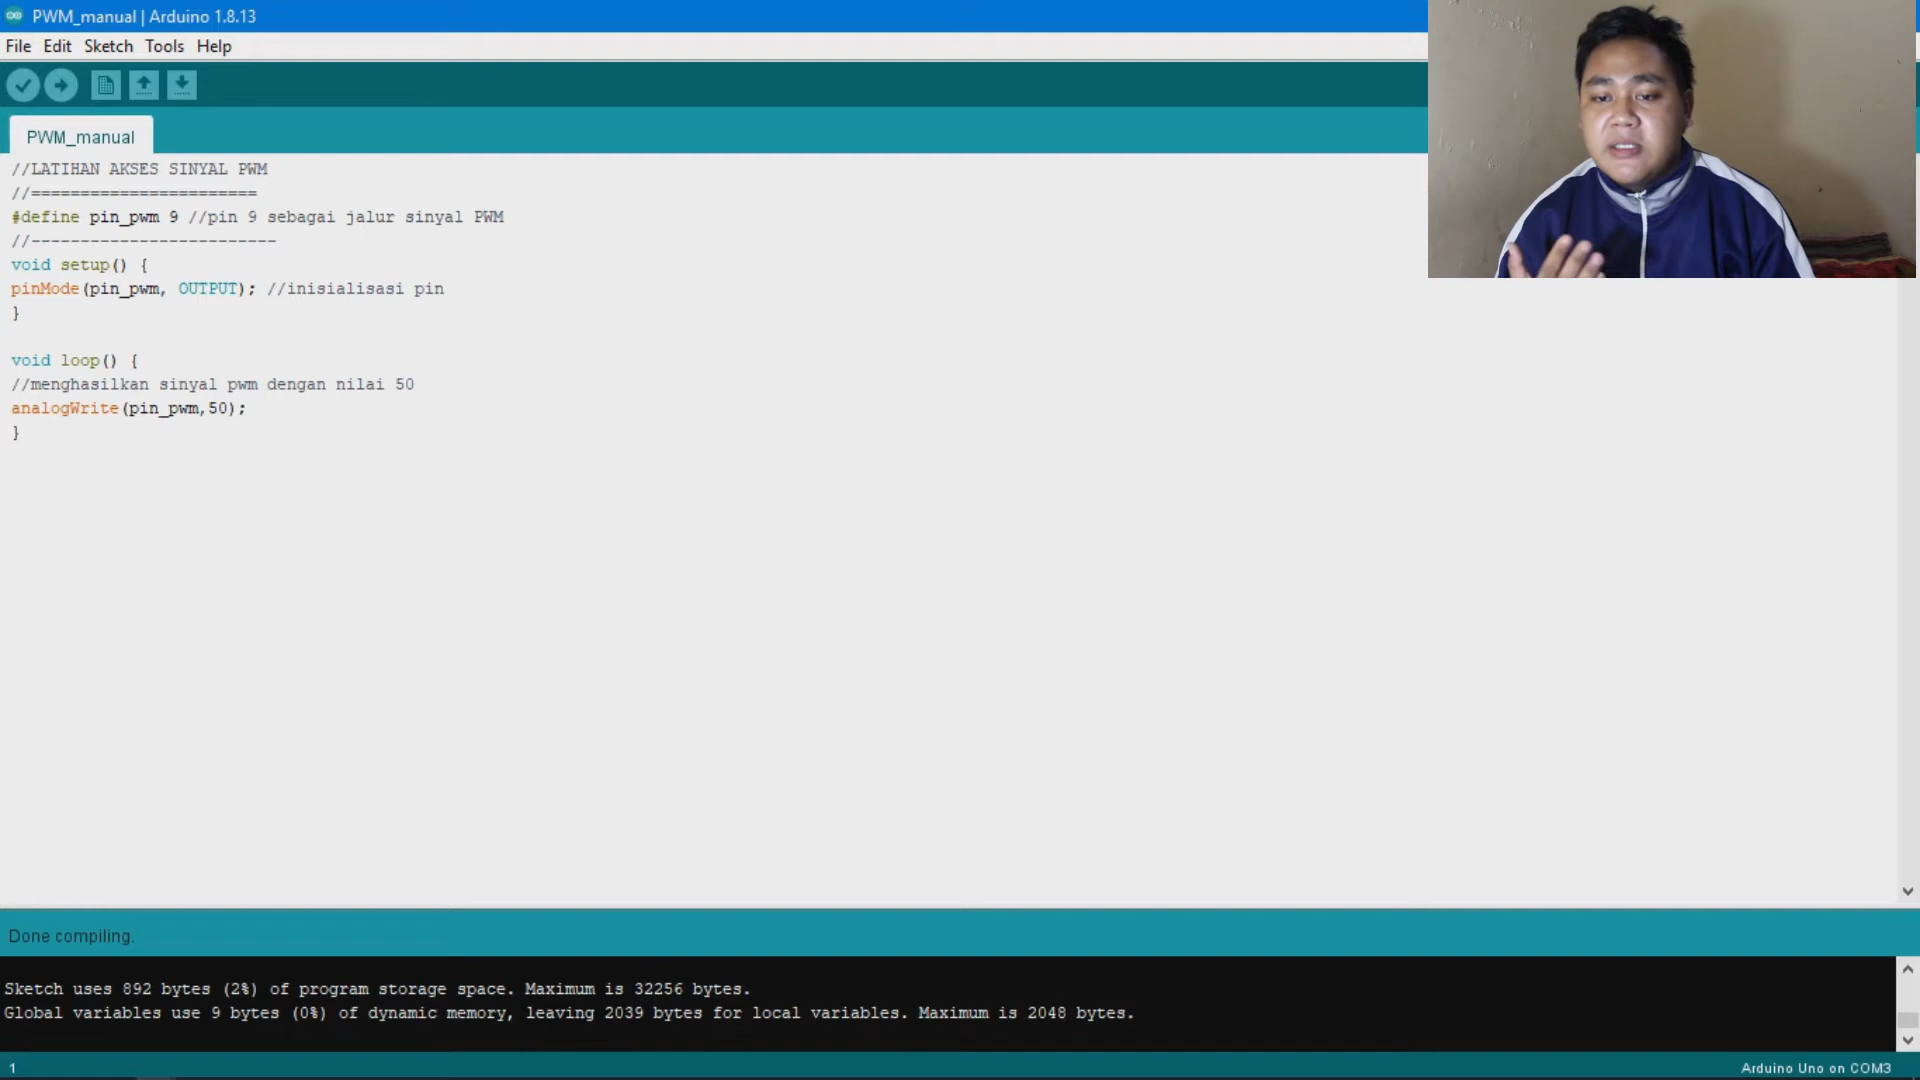 PWM_manual | Arduino 1.8.13
File Edit Sketch Tools Help
PWM_manual
//LATIHAN AKSES SINYAL PWM
//=======================
#define pin_pwm 9 //pin 9 sebagai jalur sinyal PWM
//-------------------------
void setup() {
pinMode(pin_pwm, OUTPUT); //inisialisasi pin
}
void loop() {
//menghasilkan sinyal pwm dengan nilai 50
analogWrite(pin_pwm,50);
}
Done compiling.
Sketch uses 892 bytes (2%) of program storage space. Maximum is 32256 bytes.
Global variables use 9 bytes (0%) of dynamic memory, leaving 2039 bytes for local variables. Maximum is 2048 bytes.
1
Arduino Uno on COM3